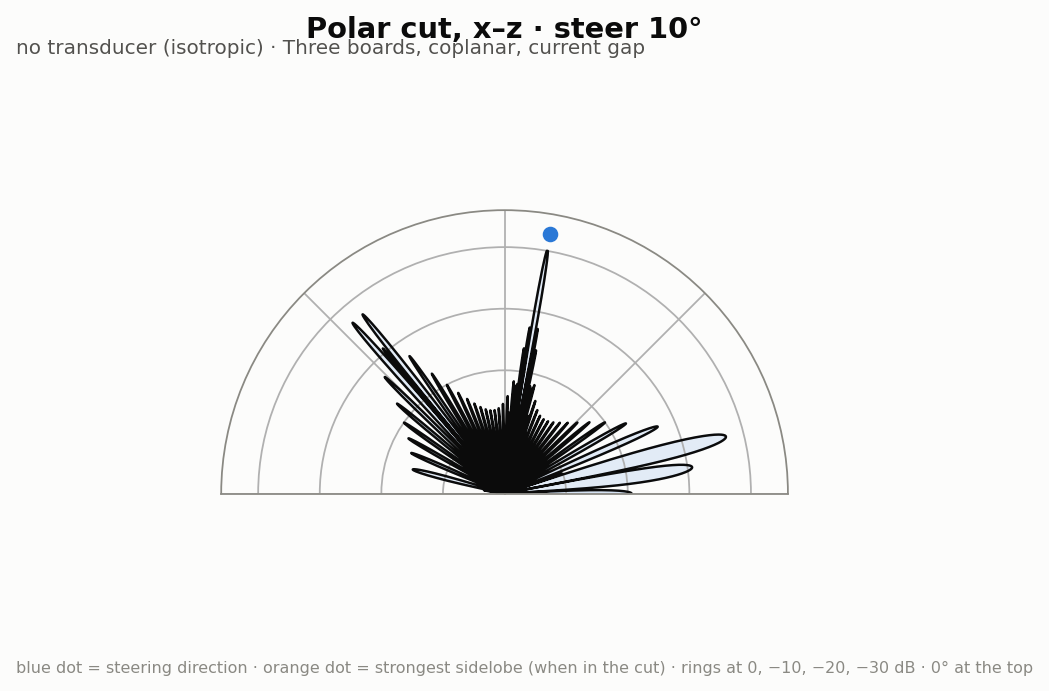 Polar cut, x–z · steer 10°
no transducer (isotropic) · Three boards, coplanar, current gap
blue dot = steering direction · orange dot = strongest sidelobe (when in the cut) · rings at 0, −10, −20, −30 dB · 0° at the top